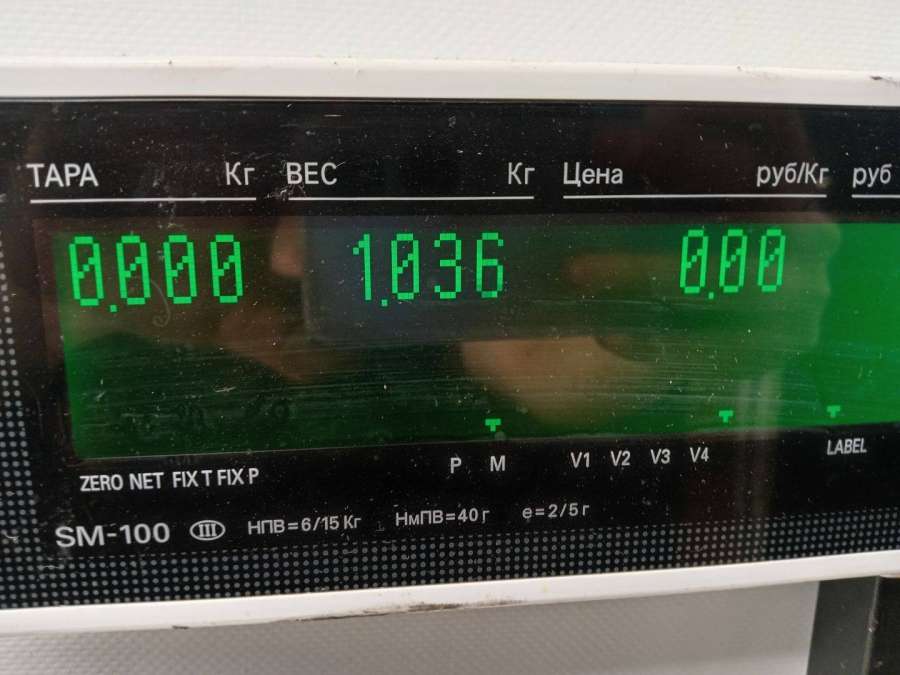 ТАРА Кг ВЕС Кг Цена руб/Кг руб
0.000 1.036 0.00
P M V1 V2 V3 V4 LABEL
ZERO NET FIX T FIX P
SM-100 III НПВ=6/15 Кг НмПВ=40 г e=2/5 г